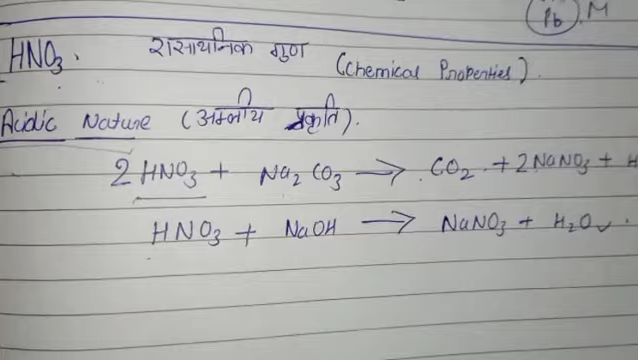 Pb, M
HNO₃. रासायनिक गुण (Chemical Properties).
Acidic Nature (अम्लीय प्रकृति).
2HNO₃ + Na₂CO₃ → CO₂ + 2NaNO₃ + H
HNO₃ + NaOH → NaNO₃ + H₂O